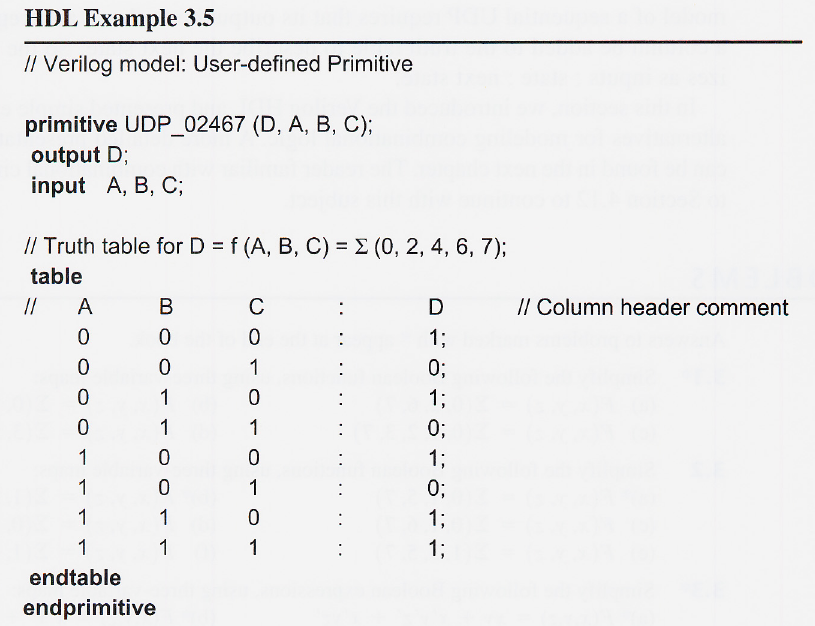 HDL Example 3.5
// Verilog model: User-defined Primitive
primitive UDP_02467 (D, A, B, C);
output D;
input A, B, C;
// Truth table for D = f (A, B, C) = Σ (0, 2, 4, 6, 7);
table
// A B C : D // Column header comment
0 0 0 : 1;
0 0 1 : 0;
0 1 0 : 1;
0 1 1 : 0;
1 0 0 : 1;
1 0 1 : 0;
1 1 0 : 1;
1 1 1 : 1;
endtable
endprimitive